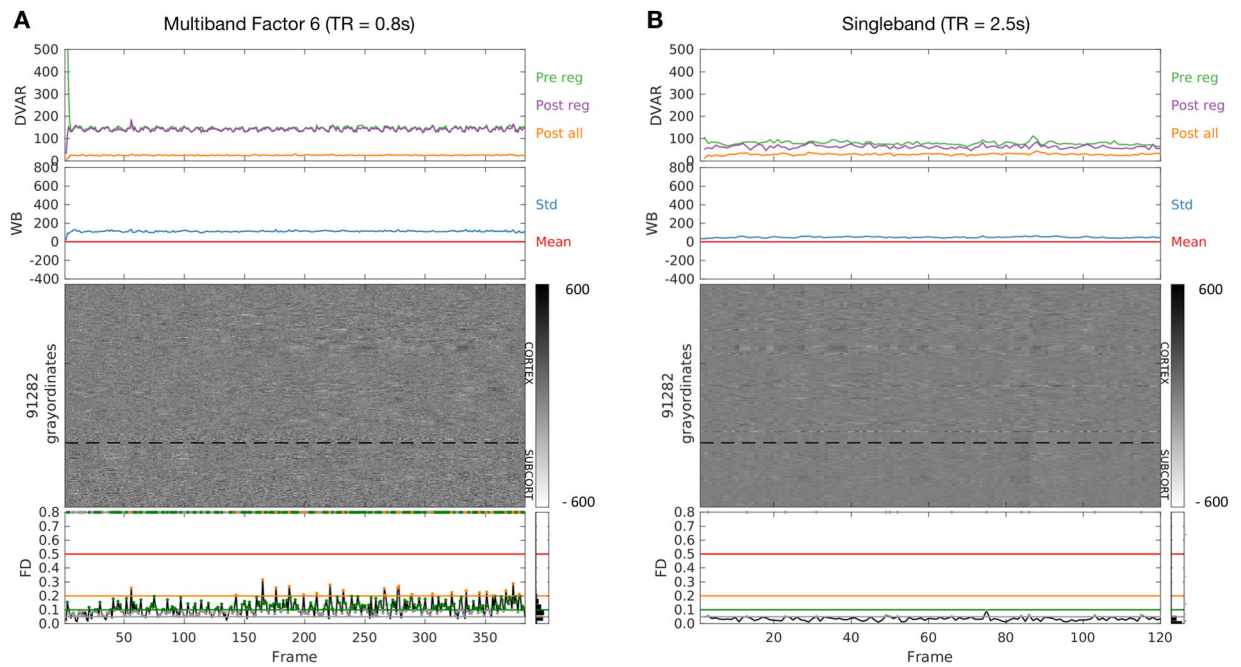 A
Multiband Factor 6 (TR = 0.8s)
500
400
300
200
100
0
DVAR
Pre reg
Post reg
Post all
800
600
400
200
0
-200
-400
WB
Std
Mean
91282
grayordinates
600
CORTEX
SUBCORT
- 600
0.8
0.7
0.6
0.5
0.4
0.3
0.2
0.1
0.0
FD
50 100 150 200 250 300 350
Frame
B
Singleband (TR = 2.5s)
500
400
300
200
100
0
DVAR
Pre reg
Post reg
Post all
800
600
400
200
0
-200
-400
WB
Std
Mean
91282
grayordinates
600
CORTEX
SUBCORT
- 600
0.8
0.7
0.6
0.5
0.4
0.3
0.2
0.1
0.0
FD
20 40 60 80 100 120
Frame